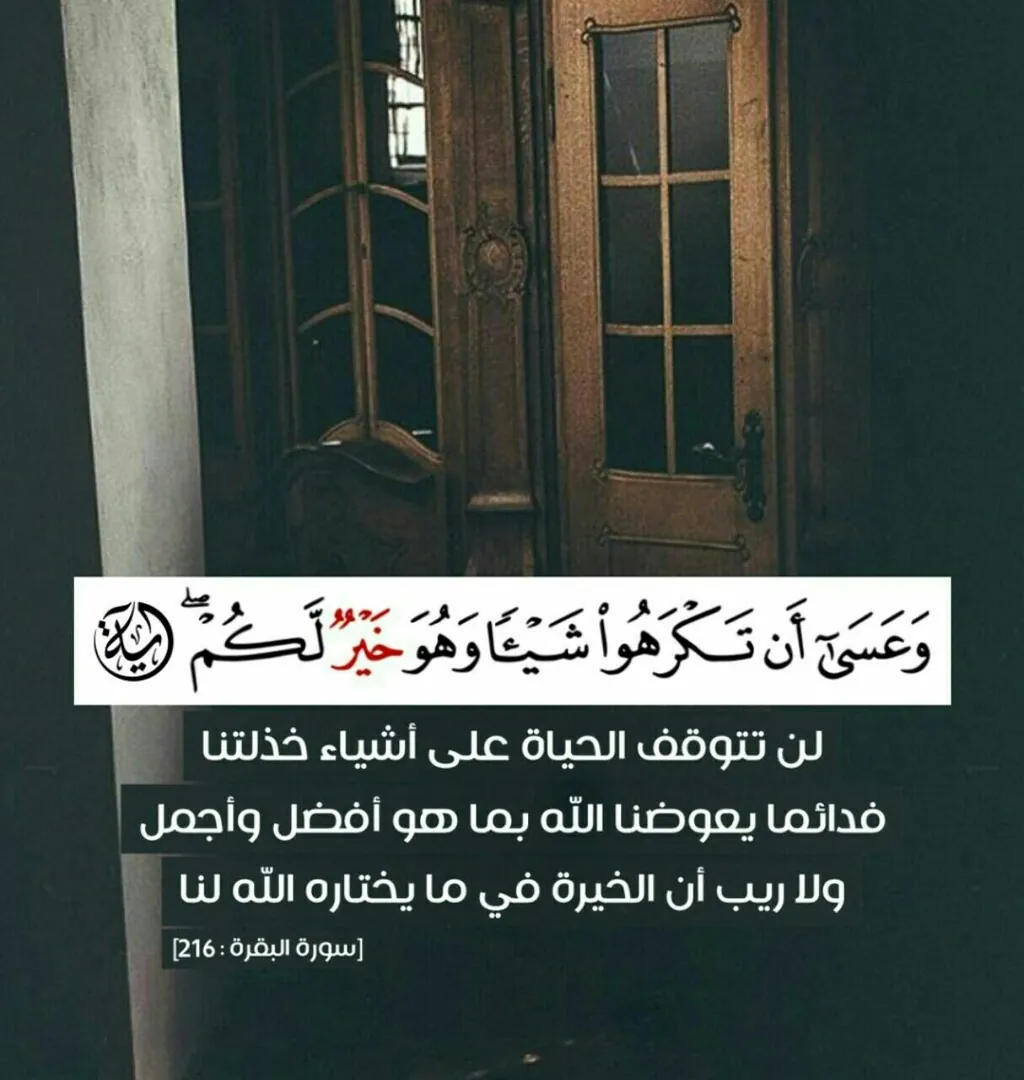 وَعَسَىٰٓ أَن تَكْرَهُوا۟ شَيْـًٔا وَهُوَ خَيْرٌ لَّكُمْ ۖ آية
لن تتوقف الحياة على أشياء خذلتنا
فدائما يعوضنا الله بما هو أفضل وأجمل
ولا ريب أن الخيرة في ما يختاره الله لنا
[سورة البقرة : 216]